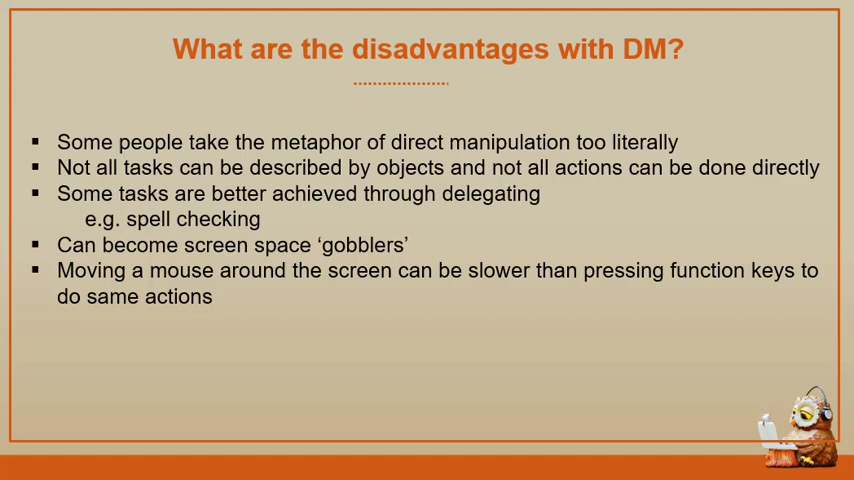 What are the disadvantages with DM?
▪ Some people take the metaphor of direct manipulation too literally
▪ Not all tasks can be described by objects and not all actions can be done directly
▪ Some tasks are better achieved through delegating
e.g. spell checking
▪ Can become screen space ‘gobblers’
▪ Moving a mouse around the screen can be slower than pressing function keys to
do same actions